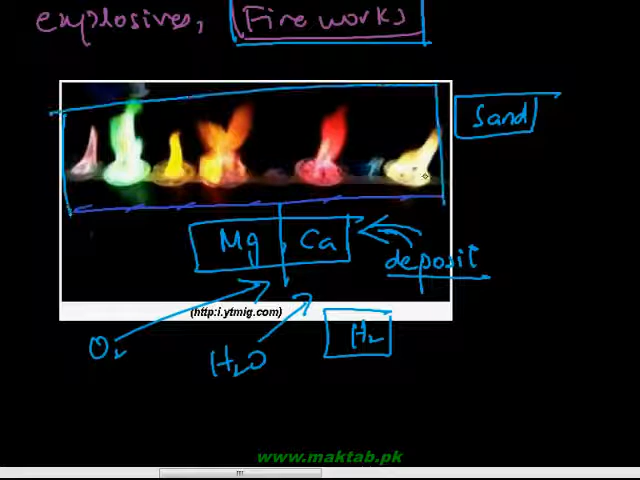 explosives, Fireworks
Sand
Mg Ca
deposit
(http:i.ytmig.com)
O₂
H₂O
H₂
www.maktab.pk